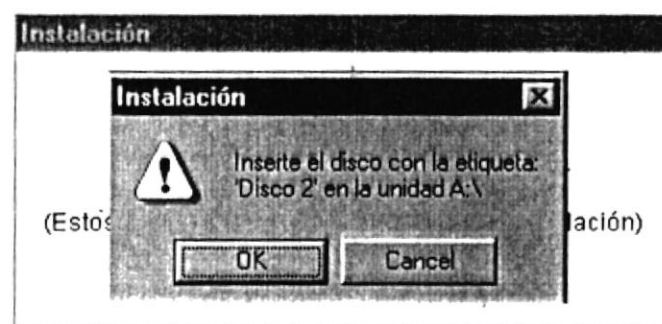 Instalación
Instalación
Inserte el disco con la etiqueta:
'Disco 2' en la unidad A:\
(Estos
lación)
OK
Cancel